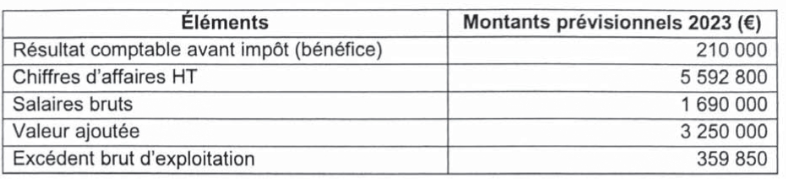 Éléments Montants prévisionnels 2023 (€)
Résultat comptable avant impôt (bénéfice) 210 000
Chiffres d'affaires HT 5 592 800
Salaires bruts 1 690 000
Valeur ajoutée 3 250 000
Excédent brut d'exploitation 359 850